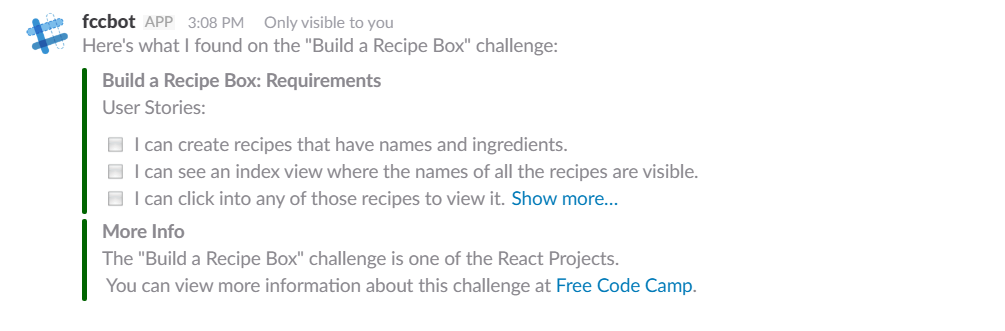 fccbot APP 3:08 PM Only visible to you
Here's what I found on the "Build a Recipe Box" challenge:
Build a Recipe Box: Requirements
User Stories:
I can create recipes that have names and ingredients.
I can see an index view where the names of all the recipes are visible.
I can click into any of those recipes to view it. Show more...
More Info
The "Build a Recipe Box" challenge is one of the React Projects.
You can view more information about this challenge at Free Code Camp.